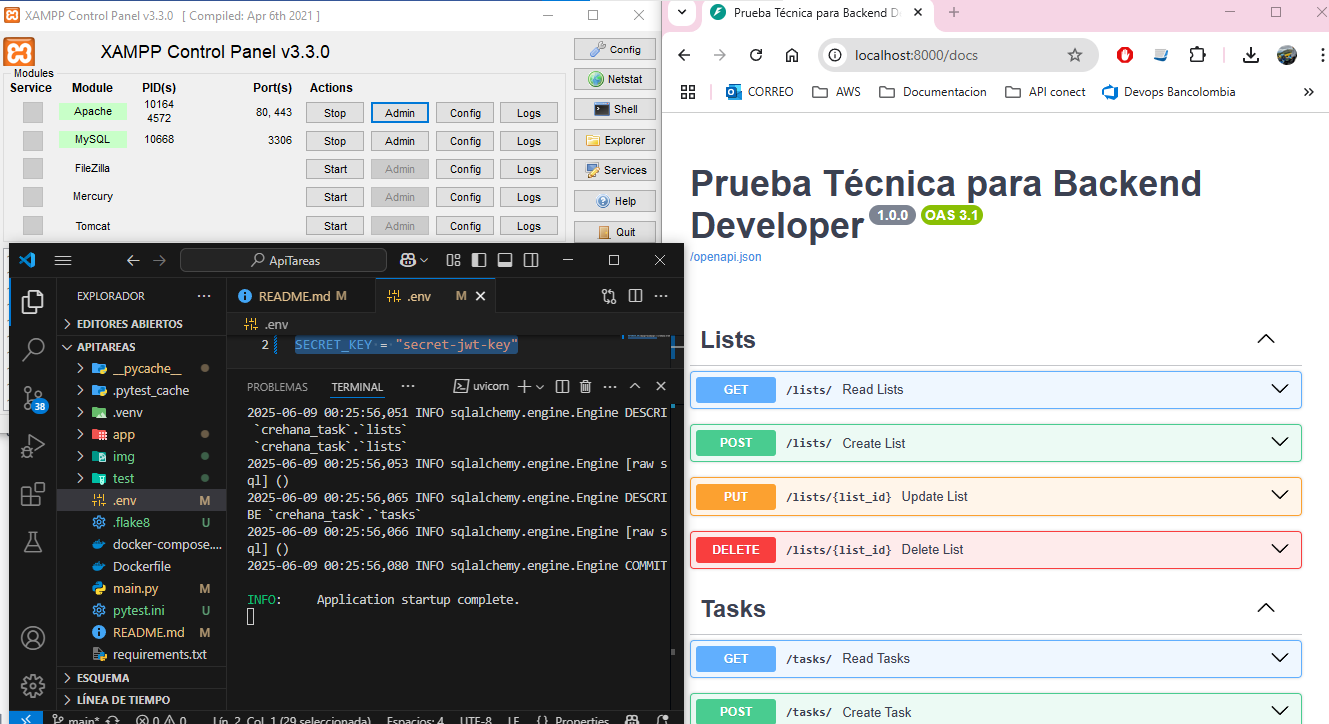 XAMPP Control Panel v3.3.0 [ Compiled: Apr 6th 2021 ]
XAMPP Control Panel v3.3.0
Config
Modules
Service Module PID(s) Port(s) Actions
Netstat
Apache 10164 4572 80, 443 Stop Admin Config Logs
Shell
MySQL 10668 3306 Stop Admin Config Logs
Explorer
FileZilla Start Admin Config Logs
Services
Mercury Start Admin Config Logs
Help
Tomcat Start Admin Config Logs
Quit
ApiTareas
EXPLORADOR
EDITORES ABIERTOS
APITAREAS
__pycache__
.pytest_cache
.venv
app
img
test
.env M
.flake8 U
docker-compose....
Dockerfile
main.py M
pytest.ini U
README.md M
requirements.txt
ESQUEMA
LÍNEA DE TIEMPO
38
README.md M
.env M
.env
2 SECRET_KEY = "secret-jwt-key"
PROBLEMAS TERMINAL ... uvicorn
2025-06-09 00:25:56,051 INFO sqlalchemy.engine.Engine DESCRI
`crehana_task`.`lists`
`crehana_task`.`lists`
2025-06-09 00:25:56,053 INFO sqlalchemy.engine.Engine [raw s
ql] ()
2025-06-09 00:25:56,065 INFO sqlalchemy.engine.Engine DESCRI
BE `crehana_task`.`tasks`
2025-06-09 00:25:56,066 INFO sqlalchemy.engine.Engine [raw s
ql] ()
2025-06-09 00:25:56,080 INFO sqlalchemy.engine.Engine COMMIT
INFO: Application startup complete.
main* 0 0 Lín. 2, Col. 1 (29 seleccionada) Espacios: 4 UTF-8 LF {} Properties
Prueba Técnica para Backend D
localhost:8000/docs
CORREO AWS Documentacion API conect Devops Bancolombia
Prueba Técnica para Backend
Developer 1.0.0 OAS 3.1
/openapi.json
Lists
GET /lists/ Read Lists
POST /lists/ Create List
PUT /lists/{list_id} Update List
DELETE /lists/{list_id} Delete List
Tasks
GET /tasks/ Read Tasks
POST /tasks/ Create Task